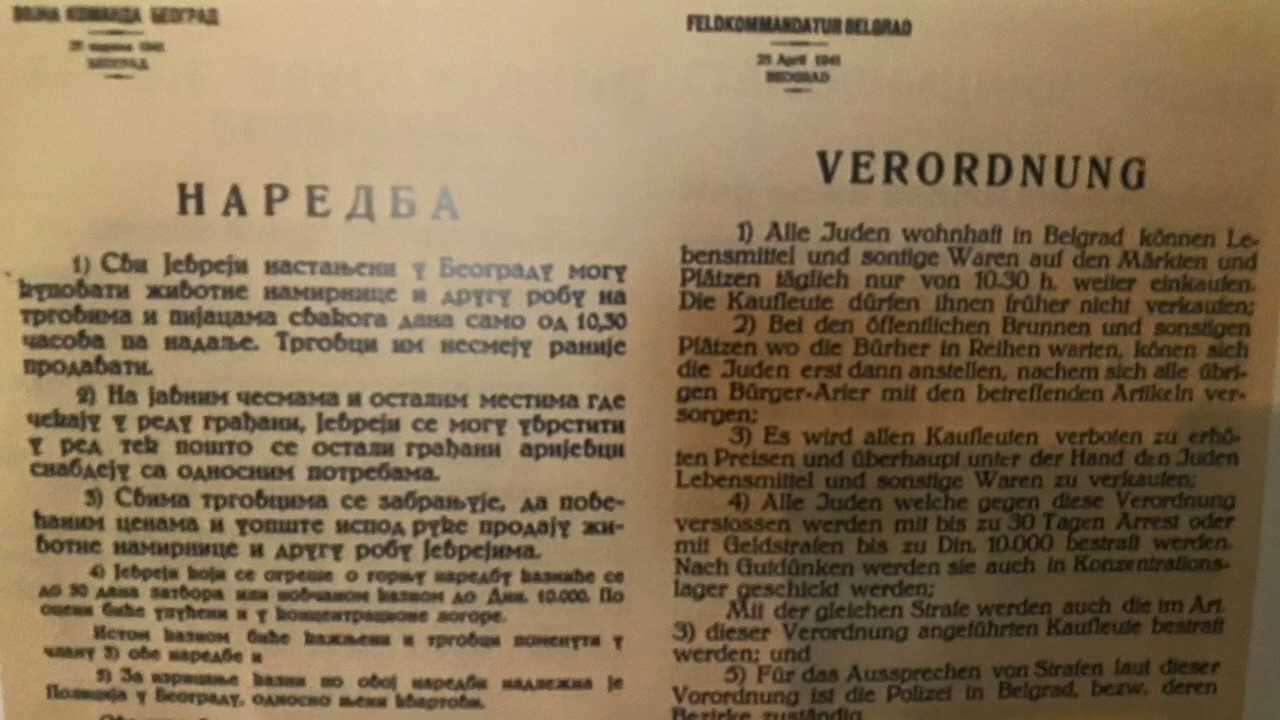 ВОЈНА КОМАНДА БЕОГРАД
25 априла 1941
БЕОГРАД
НАРЕДБА
1) Сви Јевреји настањени у Београду могу
куповати животне намирнице и другу робу на
трговима и пијацама свакога дана само од 10,30
часова па надаље. Трговци им несмеју раније
продавати.
2) На јавним чесмама и осталим местима где
чекају у реду грађани, Јевреји се могу уврстити
у ред тек пошто се остали грађани аријевци
снабдеју са односним потребама.
3) Свима трговцима се забрањује, да пове-
ћаним ценама и уопште испод руке продају жи-
вотне намирнице и другу робу Јеврејима.
4) Јевреји који се огреше о горњу наредбу казниће се
до 30 дана затвора или новчаном казном до Дин. 10.000. По
оцени биће упућени и у концентрационе логоре.
Истом казном биће кажњени и трговци поменути у
члану 3) ове наредбе и
5) За изрицање казни по овој наредби надлежна је
Полиција у Београду, односно њени квартови.
FELDKOMMANDATUR BELGRAD
25 April 1941
BEOGRAD
VERORDNUNG
1) Alle Juden wohnhaft in Belgrad können Le-
bensmittel und sontige Waren auf den Märkten und
Plätzen täglich nur von 10.30 h. weiter einkaufen.
Die Kaufleute dürfen ihnen früher nicht verkaufen;
2) Bei den öffentlichen Brunnen und sonstigen
Plätzen wo die Bürher in Reihen warten, könen sich
die Juden erst dann anstellen, nachem sich alle übri-
gen Bürger-Arier mit den betreffenden Artikeln ver-
sorgen;
3) Es wird allen Kaufleuten verboten zu erhö-
ten Preisen und überhaupt unter der Hand den Juden
Lebensmittel und sonstige Waren zu verkaufen;
4) Alle Juden welche gegen diese Verordnung
verstossen werden mit bis zu 30 Tagen Arrest oder
mit Geldstrafen bis zu Din. 10.000 bestraft werden.
Nach Gutdünken werden sie auch in Konzentrations-
lager geschickt werden;
Mit der gleichen Strafe werden auch die im Art.
3) dieser Verordnung angeführten Kaufleute bestraft
werden; und
5) Für das Aussprechen von Strafen laut dieser
Vorordnung ist die Polizei in Belgrad, bezw. deren
Bezirke zuständig.